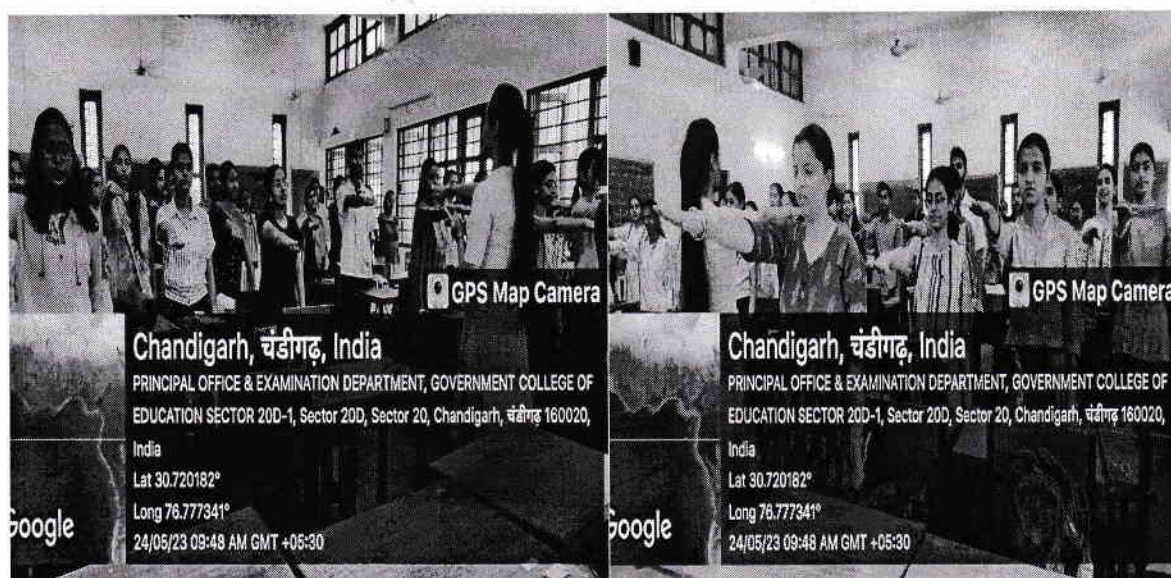 GPS Map Camera
Chandigarh, चंडीगढ़, India
PRINCIPAL OFFICE & EXAMINATION DEPARTMENT, GOVERNMENT COLLEGE OF
EDUCATION SECTOR 20D-1, Sector 20D, Sector 20, Chandigarh, चंडीगढ़ 160020,
India
Lat 30.720182°
Long 76.777341°
24/05/23 09:48 AM GMT +05:30
Google
GPS Map Camera
Chandigarh, चंडीगढ़, India
PRINCIPAL OFFICE & EXAMINATION DEPARTMENT, GOVERNMENT COLLEGE OF
EDUCATION SECTOR 20D-1, Sector 20D, Sector 20, Chandigarh, चंडीगढ़ 160020,
India
Lat 30.720182°
Long 76.777341°
24/05/23 09:48 AM GMT +05:30
Google